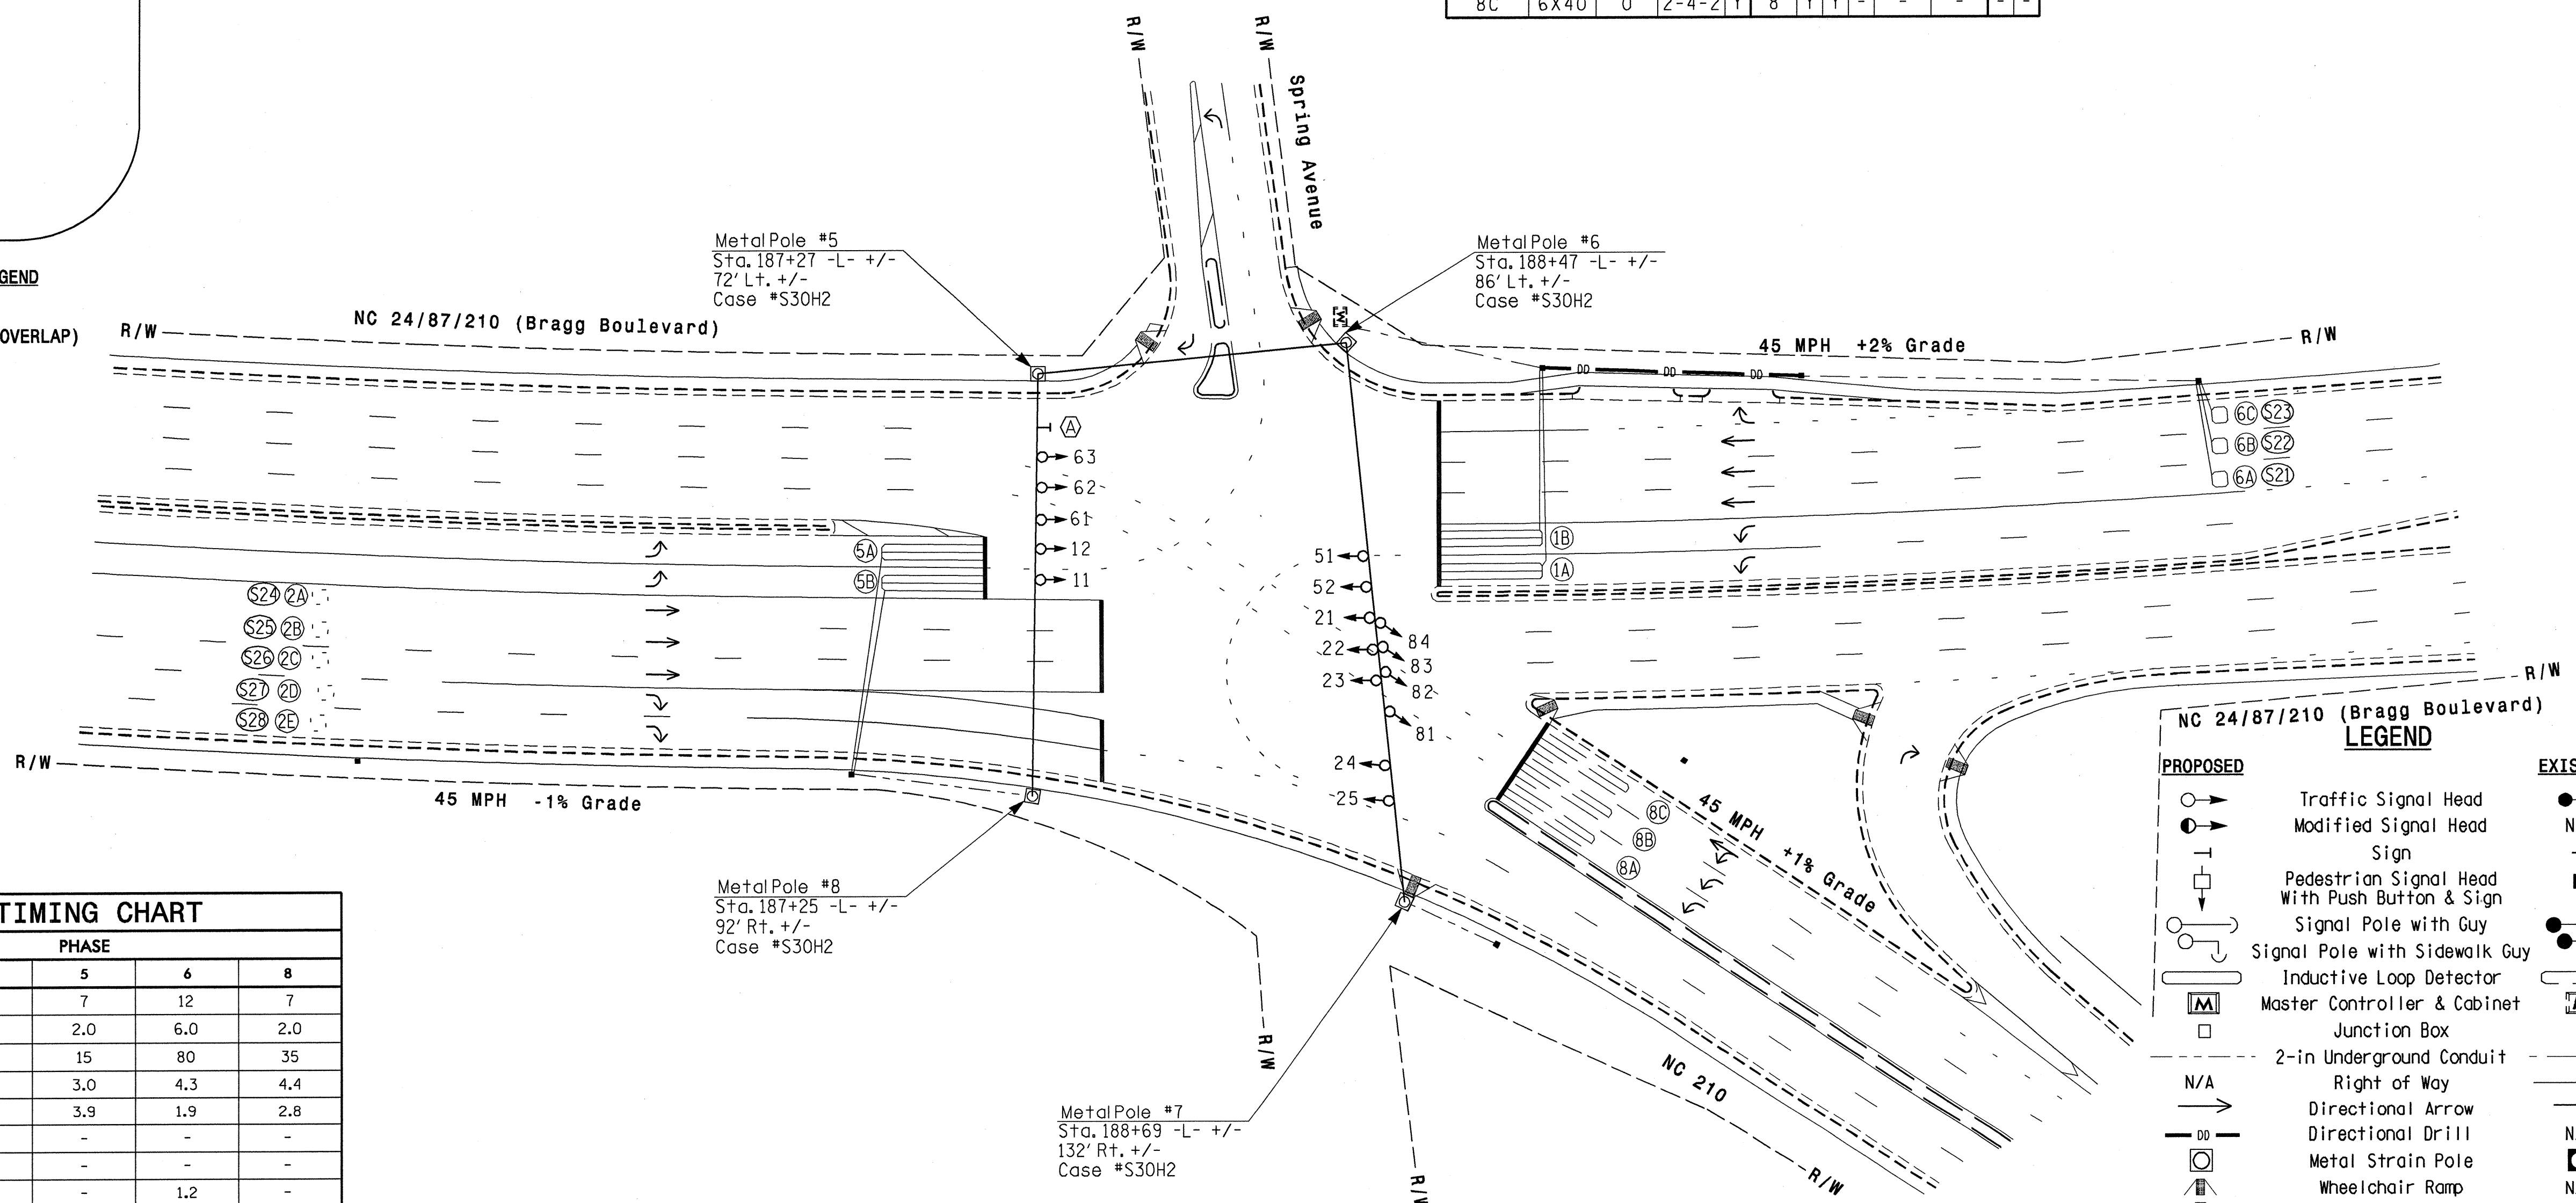 8C 6X40 0 2-4-2 Y 8 Y Y - - - - -
R/W
R/W
Spring Avenue
Metal Pole #5
Sta. 187+27 -L- +/-
72' Lt. +/-
Case #S30H2
Metal Pole #6
Sta. 188+47 -L- +/-
86' Lt. +/-
Case #S30H2
GEND
OVERLAP)
R/W
NC 24/87/210 (Bragg Boulevard)
45 MPH +2% Grade
R/W
DD DD DD
M
A
63
62
61
12
11
6C S23
6B S22
6A S21
5A
5B
1B
1A
51
52
21
22
23
24
25
84
83
82
81
S24 2A
S25 2B
S26 2C
S27 2D
S28 2E
R/W
45 MPH -1% Grade
8C
8B
8A
45 MPH +1% Grade
R/W
NC 24/87/210 (Bragg Boulevard)
Metal Pole #8
Sta. 187+25 -L- +/-
92' Rt. +/-
Case #S30H2
Metal Pole #7
Sta. 188+69 -L- +/-
132' Rt. +/-
Case #S30H2
R/W
R/W
NC 210
R/W
TIMING CHART
PHASE
5 6 8
7 12 7
2.0 6.0 2.0
15 80 35
3.0 4.3 4.4
3.9 1.9 2.8
- - -
- - -
- 1.2 -
LEGEND
PROPOSED EXIS
Traffic Signal Head
Modified Signal Head N
Sign
Pedestrian Signal Head
With Push Button & Sign
Signal Pole with Guy
Signal Pole with Sidewalk Guy
Inductive Loop Detector
M Master Controller & Cabinet
Junction Box
2-in Underground Conduit
N/A Right of Way
Directional Arrow
DD Directional Drill N
Metal Strain Pole
Wheelchair Ramp N